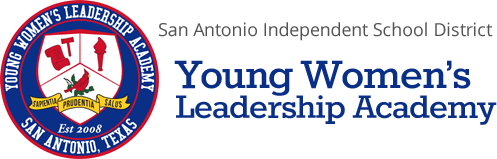 YOUNG WOMEN'S LEADERSHIP ACADEMY
SAPIENTIA
PRUDENTIA
SALUS
EST 2008
SAN ANTONIO, TEXAS
San Antonio Independent School District
Young Women's
Leadership Academy